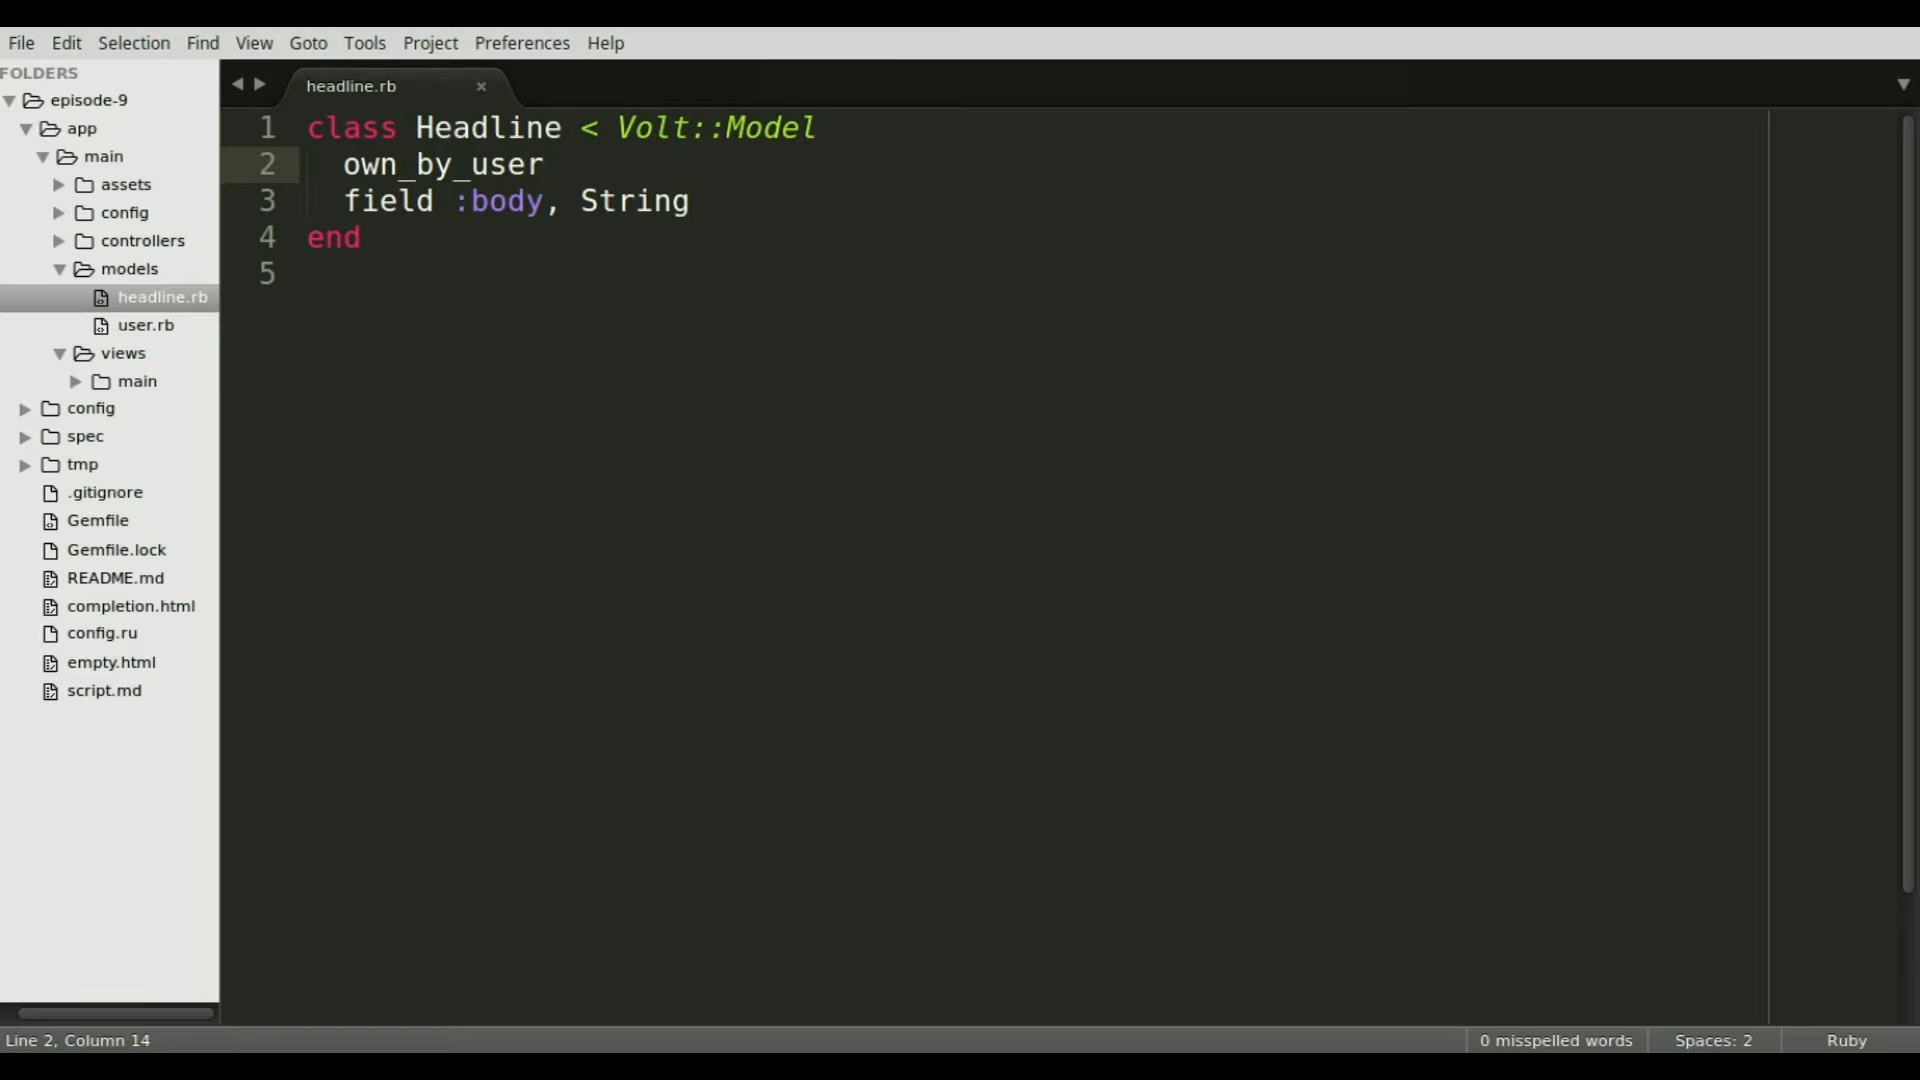 File Edit Selection Find View Goto Tools Project Preferences Help
FOLDERS
episode-9
app
main
assets
config
controllers
models
headline.rb
user.rb
views
main
config
spec
tmp
.gitignore
Gemfile
Gemfile.lock
README.md
completion.html
config.ru
empty.html
script.md
headline.rb ×
1 class Headline < Volt::Model
2 own_by_user
3 field :body, String
4 end
5
Line 2, Column 14
0 misspelled words
Spaces: 2
Ruby